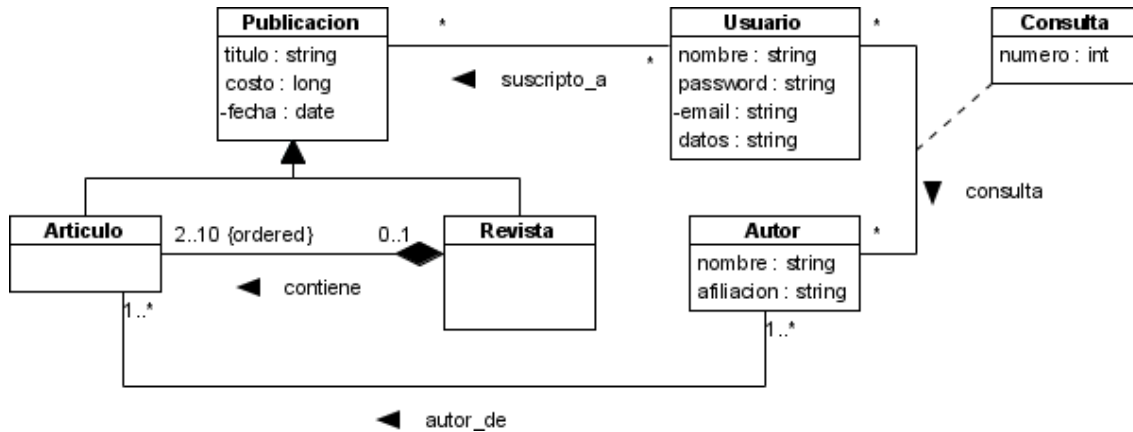 Publicacion
titulo : string
costo : long
-fecha : date
*
*
suscripto_a
Usuario
nombre : string
password : string
-email : string
datos : string
*
Consulta
numero : int
consulta
Articulo
2..10 {ordered}
0..1
contiene
Revista
Autor
nombre : string
afiliacion : string
*
1..*
1..*
autor_de